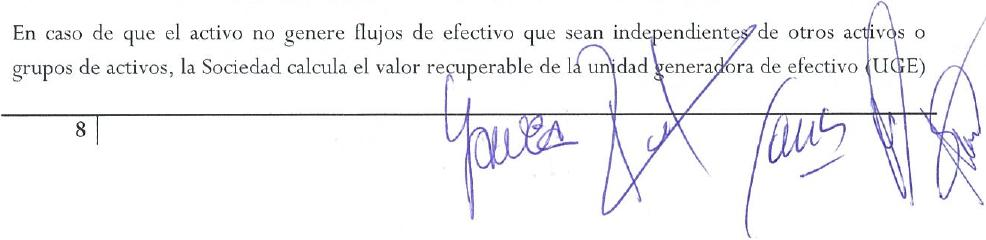 En caso de que el activo no genere flujos de efectivo que sean independientes de otros activos o
grupos de activos, la Sociedad calcula el valor recuperable de la unidad generadora de efectivo (UGE)
8